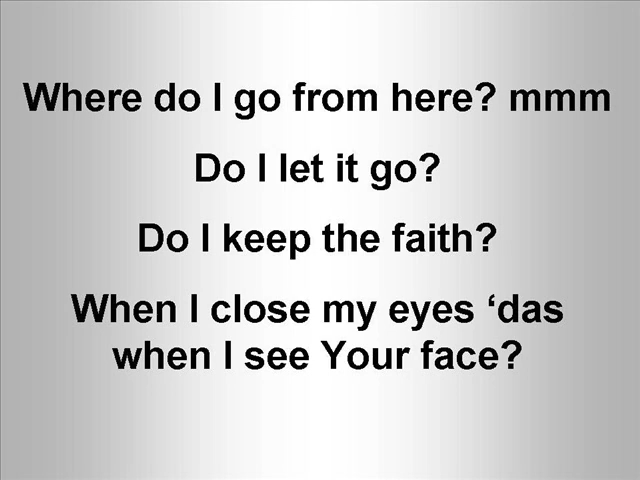 Where do I go from here? mmm
Do I let it go?
Do I keep the faith?
When I close my eyes ‘das
when I see Your face?